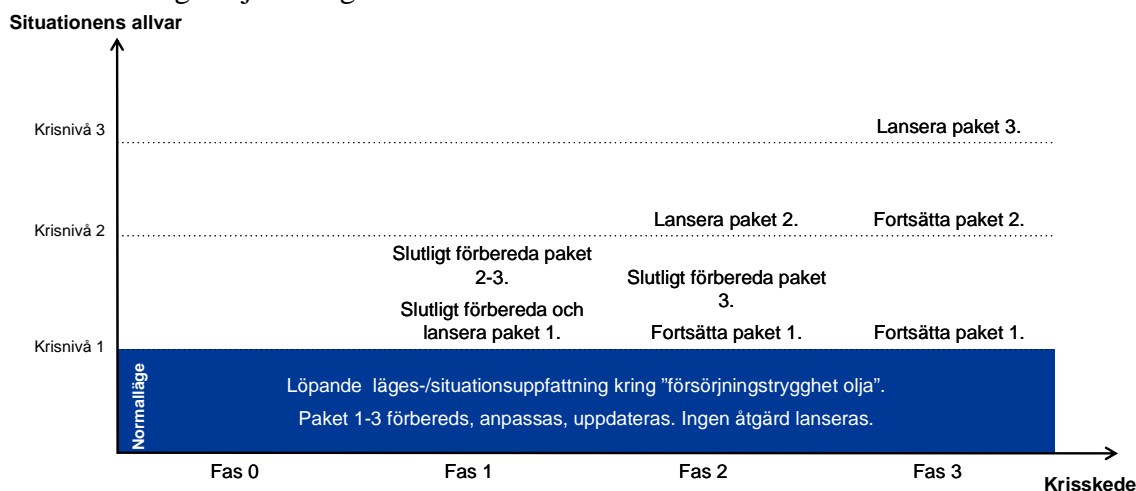 Situationens allvar
Krisnivå 3
Lansera paket 3.
Krisnivå 2
Lansera paket 2.
Fortsätta paket 2.
Slutligt förbereda paket
2-3.
Slutligt förbereda och
lansera paket 1.
Slutligt förbereda paket
3.
Fortsätta paket 1.
Fortsätta paket 1.
Krisnivå 1
Normalläge
Löpande läges-/situationsuppfattning kring ”försörjningstrygghet olja”.
Paket 1-3 förbereds, anpassas, uppdateras. Ingen åtgärd lanseras.
Fas 0
Fas 1
Fas 2
Fas 3
Krisskede